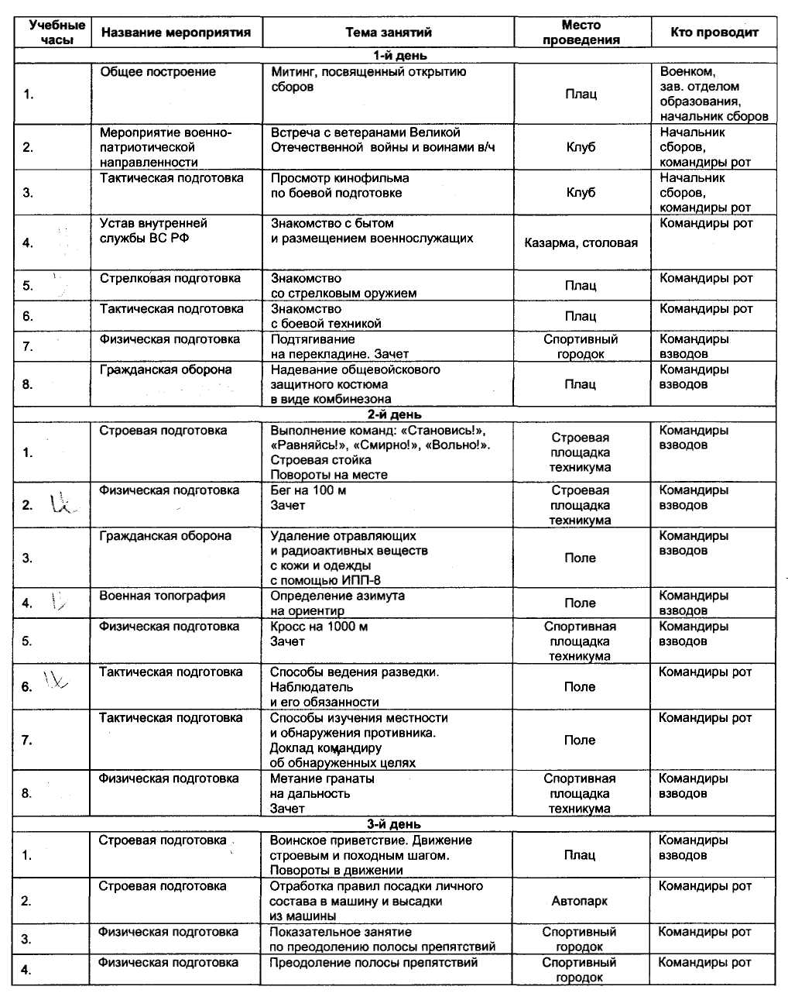 Учебные часы | Название мероприятия | Тема занятий | Место проведения | Кто проводит
1-й день
1. | Общее построение | Митинг, посвященный открытию сборов | Плац | Военком, зав. отделом образования, начальник сборов
2. | Мероприятие военно-патриотической направленности | Встреча с ветеранами Великой Отечественной войны и воинами в/ч | Клуб | Начальник сборов, командиры рот
3. | Тактическая подготовка | Просмотр кинофильма по боевой подготовке | Клуб | Начальник сборов, командиры рот
4. | Устав внутренней службы ВС РФ | Знакомство с бытом и размещением военнослужащих | Казарма, столовая | Командиры рот
5. | Стрелковая подготовка | Знакомство со стрелковым оружием | Плац | Командиры рот
6. | Тактическая подготовка | Знакомство с боевой техникой | Плац | Командиры рот
7. | Физическая подготовка | Подтягивание на перекладине. Зачет | Спортивный городок | Командиры взводов
8. | Гражданская оборона | Надевание общевойскового защитного костюма в виде комбинезона | Плац | Командиры взводов
2-й день
1. | Строевая подготовка | Выполнение команд: «Становись!», «Равняйсь!», «Смирно!», «Вольно!». Строевая стойка Повороты на месте | Строевая площадка техникума | Командиры взводов
2. | Физическая подготовка | Бег на 100 м Зачет | Строевая площадка техникума | Командиры взводов
3. | Гражданская оборона | Удаление отравляющих и радиоактивных веществ с кожи и одежды с помощью ИПП-8 | Поле | Командиры взводов
4. | Военная топография | Определение азимута на ориентир | Поле | Командиры взводов
5. | Физическая подготовка | Кросс на 1000 м Зачет | Спортивная площадка техникума | Командиры взводов
6. | Тактическая подготовка | Способы ведения разведки. Наблюдатель и его обязанности | Поле | Командиры рот
7. | Тактическая подготовка | Способы изучения местности и обнаружения противника. Доклад командиру об обнаруженных целях | Поле | Командиры рот
8. | Физическая подготовка | Метание гранаты на дальность Зачет | Спортивная площадка техникума | Командиры взводов
3-й день
1. | Строевая подготовка | Воинское приветствие. Движение строевым и походным шагом. Повороты в движении | Плац | Командиры взводов
2. | Строевая подготовка | Отработка правил посадки личного состава в машину и высадки из машины | Автопарк | Командиры рот
3. | Физическая подготовка | Показательное занятие по преодолению полосы препятствий | Спортивный городок | Командиры рот
4. | Физическая подготовка | Преодоление полосы препятствий | Спортивный городок | Командиры рот